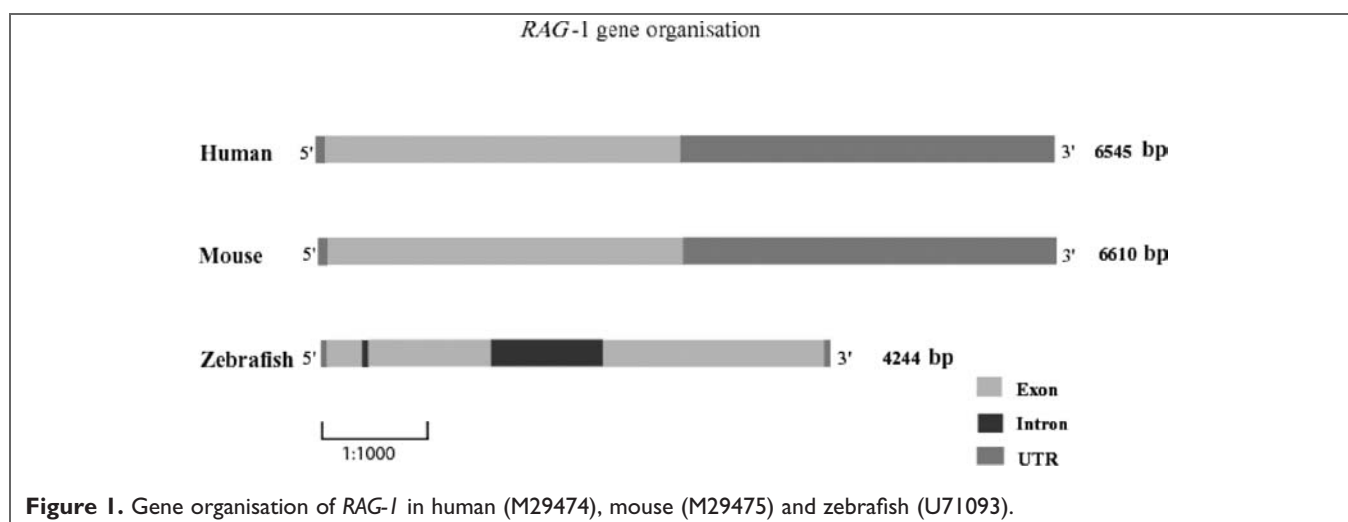 RAG-1 gene organisation
Human 5' 3' 6545 bp
Mouse 5' 3' 6610 bp
Zebrafish 5' 3' 4244 bp
Exon
Intron
UTR
1:1000
Figure 1. Gene organisation of RAG-1 in human (M29474), mouse (M29475) and zebrafish (U71093).